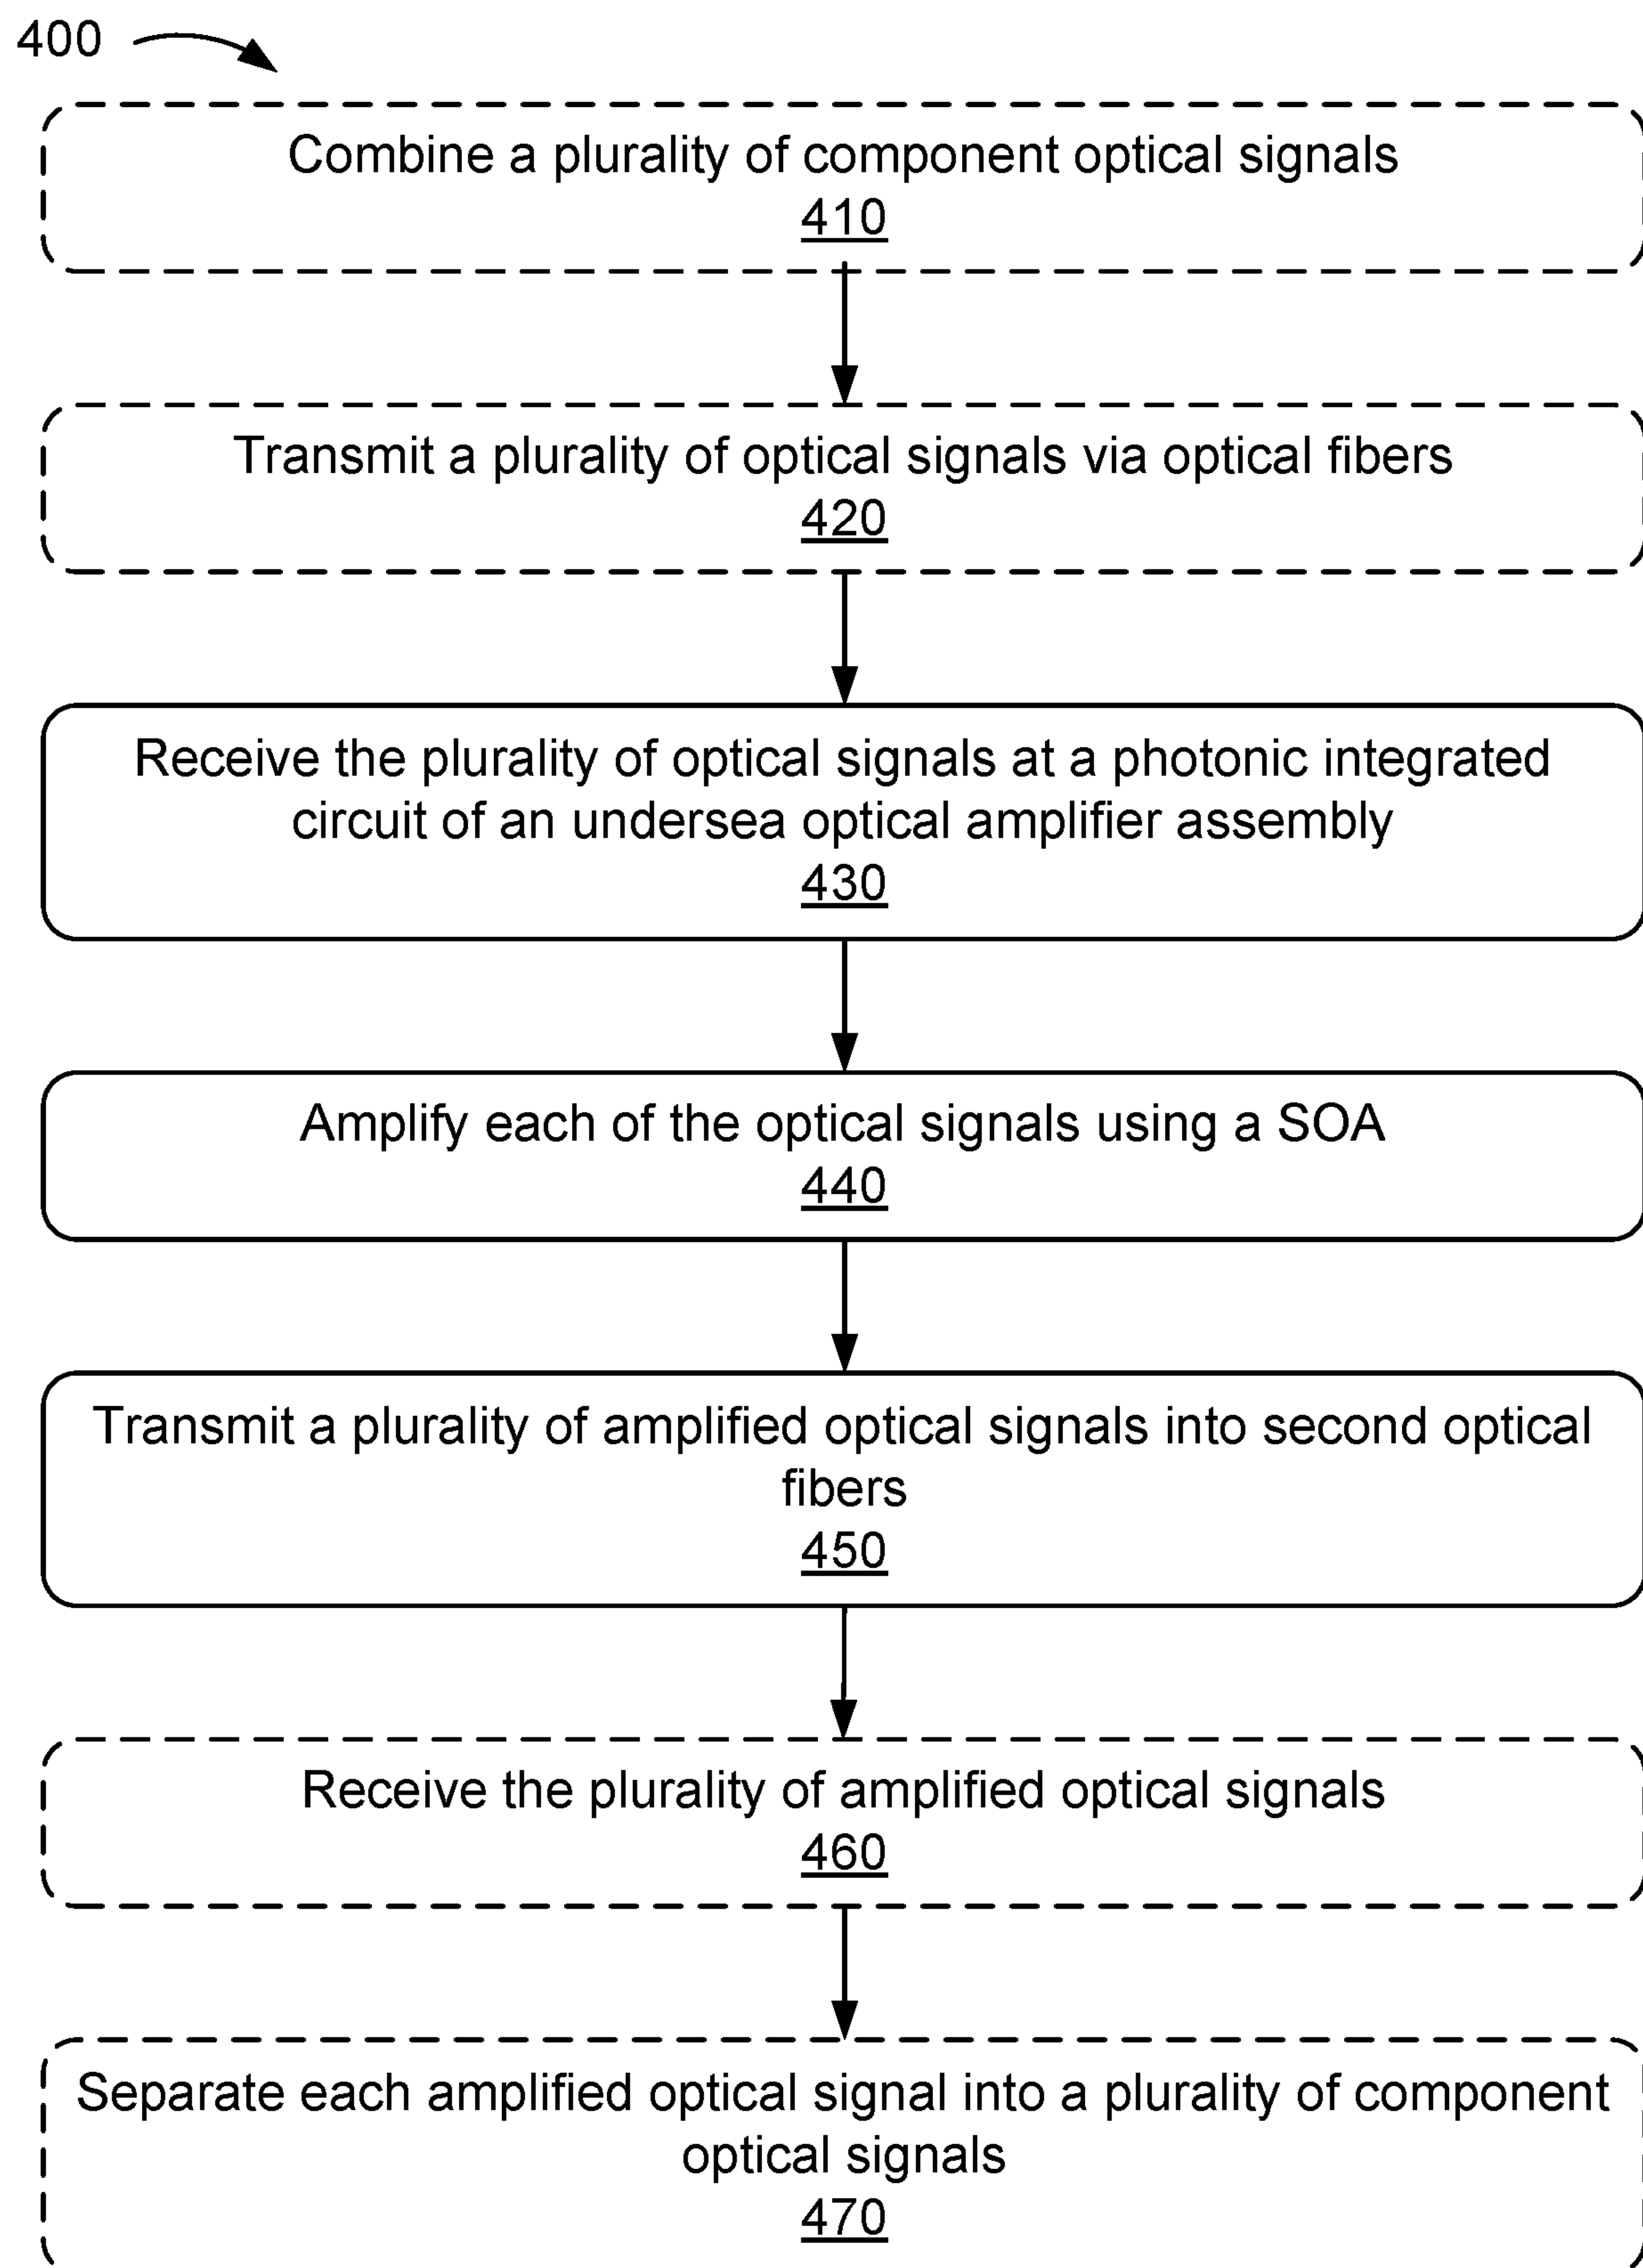 400
Combine a plurality of component optical signals
410
Transmit a plurality of optical signals via optical fibers
420
Receive the plurality of optical signals at a photonic integrated
circuit of an undersea optical amplifier assembly
430
Amplify each of the optical signals using a SOA
440
Transmit a plurality of amplified optical signals into second optical
fibers
450
Receive the plurality of amplified optical signals
460
Separate each amplified optical signal into a plurality of component
optical signals
470